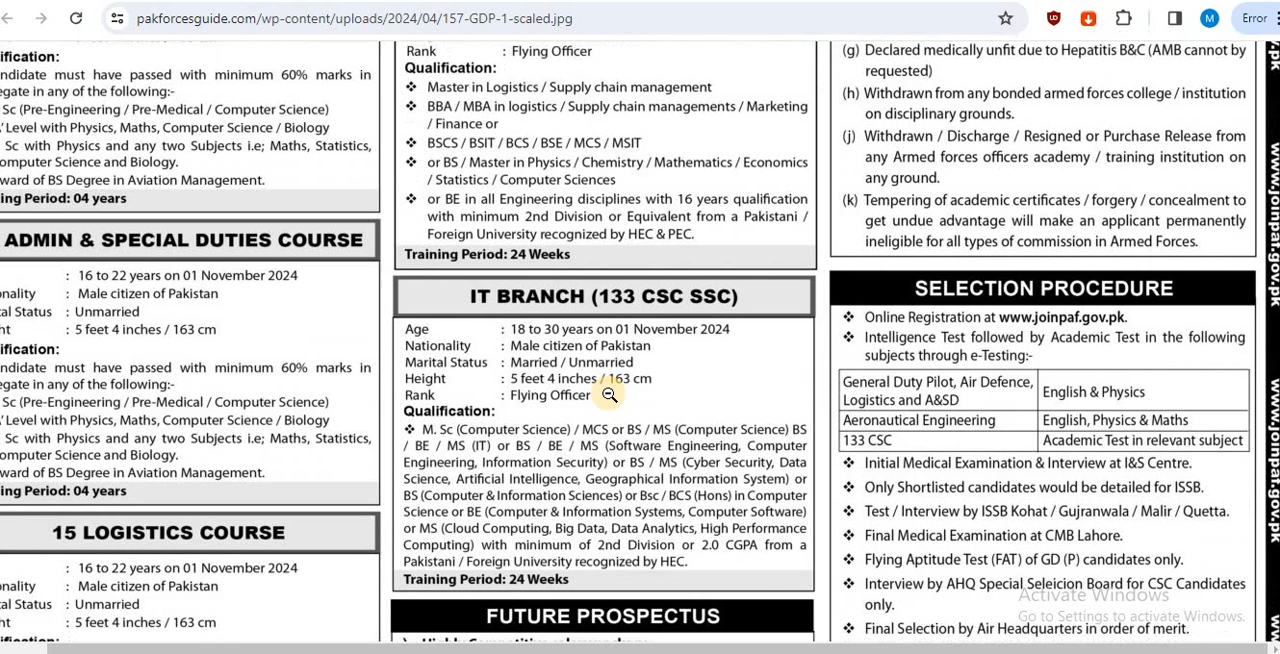 pakforcesguide.com/wp-content/uploads/2024/04/157-GDP-1-scaled.jpg
M
Error
ification:
ndidate must have passed with minimum 60% marks in
egate in any of the following:-
Sc (Pre-Engineering / Pre-Medical / Computer Science)
' Level with Physics, Maths, Computer Science / Biology
Sc with Physics and any two Subjects i.e; Maths, Statistics,
omputer Science and Biology.
ward of BS Degree in Aviation Management.
ing Period: 04 years
ADMIN & SPECIAL DUTIES COURSE
: 16 to 22 years on 01 November 2024
onality : Male citizen of Pakistan
al Status : Unmarried
ht : 5 feet 4 inches / 163 cm
ification:
ndidate must have passed with minimum 60% marks in
egate in any of the following:-
Sc (Pre-Engineering / Pre-Medical / Computer Science)
' Level with Physics, Maths, Computer Science / Biology
Sc with Physics and any two Subjects i.e; Maths, Statistics,
omputer Science and Biology.
ward of BS Degree in Aviation Management.
ing Period: 04 years
15 LOGISTICS COURSE
: 16 to 22 years on 01 November 2024
onality : Male citizen of Pakistan
al Status : Unmarried
ht : 5 feet 4 inches / 163 cm
Rank : Flying Officer
Qualification:
❖ Master in Logistics / Supply chain management
❖ BBA / MBA in logistics / Supply chain managements / Marketing
/ Finance or
❖ BSCS / BSIT / BCS / BSE / MCS / MSIT
❖ or BS / Master in Physics / Chemistry / Mathematics / Economics
/ Statistics / Computer Sciences
❖ or BE in all Engineering disciplines with 16 years qualification
with minimum 2nd Division or Equivalent from a Pakistani /
Foreign University recognized by HEC & PEC.
Training Period: 24 Weeks
IT BRANCH (133 CSC SSC)
Age : 18 to 30 years on 01 November 2024
Nationality : Male citizen of Pakistan
Marital Status : Married / Unmarried
Height : 5 feet 4 inches / 163 cm
Rank : Flying Officer
Qualification:
❖ M. Sc (Computer Science) / MCS or BS / MS (Computer Science) BS
/ BE / MS (IT) or BS / BE / MS (Software Engineering, Computer
Engineering, Information Security) or BS / MS (Cyber Security, Data
Science, Artificial Intelligence, Geographical Information System) or
BS (Computer & Information Sciences) or Bsc / BCS (Hons) in Computer
Science or BE (Computer & Information Systems, Computer Software)
or MS (Cloud Computing, Big Data, Data Analytics, High Performance
Computing) with minimum of 2nd Division or 2.0 CGPA from a
Pakistani / Foreign University recognized by HEC.
Training Period: 24 Weeks
FUTURE PROSPECTUS
(g) Declared medically unfit due to Hepatitis B&C (AMB cannot by
requested)
(h) Withdrawn from any bonded armed forces college / institution
on disciplinary grounds.
(j) Withdrawn / Discharge / Resigned or Purchase Release from
any Armed forces officers academy / training institution on
any ground.
(k) Tempering of academic certificates / forgery / concealment to
get undue advantage will make an applicant permanently
ineligible for all types of commission in Armed Forces.
SELECTION PROCEDURE
❖ Online Registration at www.joinpaf.gov.pk.
❖ Intelligence Test followed by Academic Test in the following
subjects through e-Testing:-
General Duty Pilot, Air Defence,
Logistics and A&SD
English & Physics
Aeronautical Engineering
English, Physics & Maths
133 CSC
Academic Test in relevant subject
❖ Initial Medical Examination & Interview at I&S Centre.
❖ Only Shortlisted candidates would be detailed for ISSB.
❖ Test / Interview by ISSB Kohat / Gujranwala / Malir / Quetta.
❖ Final Medical Examination at CMB Lahore.
❖ Flying Aptitude Test (FAT) of GD (P) candidates only.
❖ Interview by AHQ Special Seleicion Board for CSC Candidates
only.
❖ Final Selection by Air Headquarters in order of merit.
Activate Windows
Go to Settings to activate Windows.
v.pk
www.joinpaf.gov.pk
www.joinpaf.gov.pk